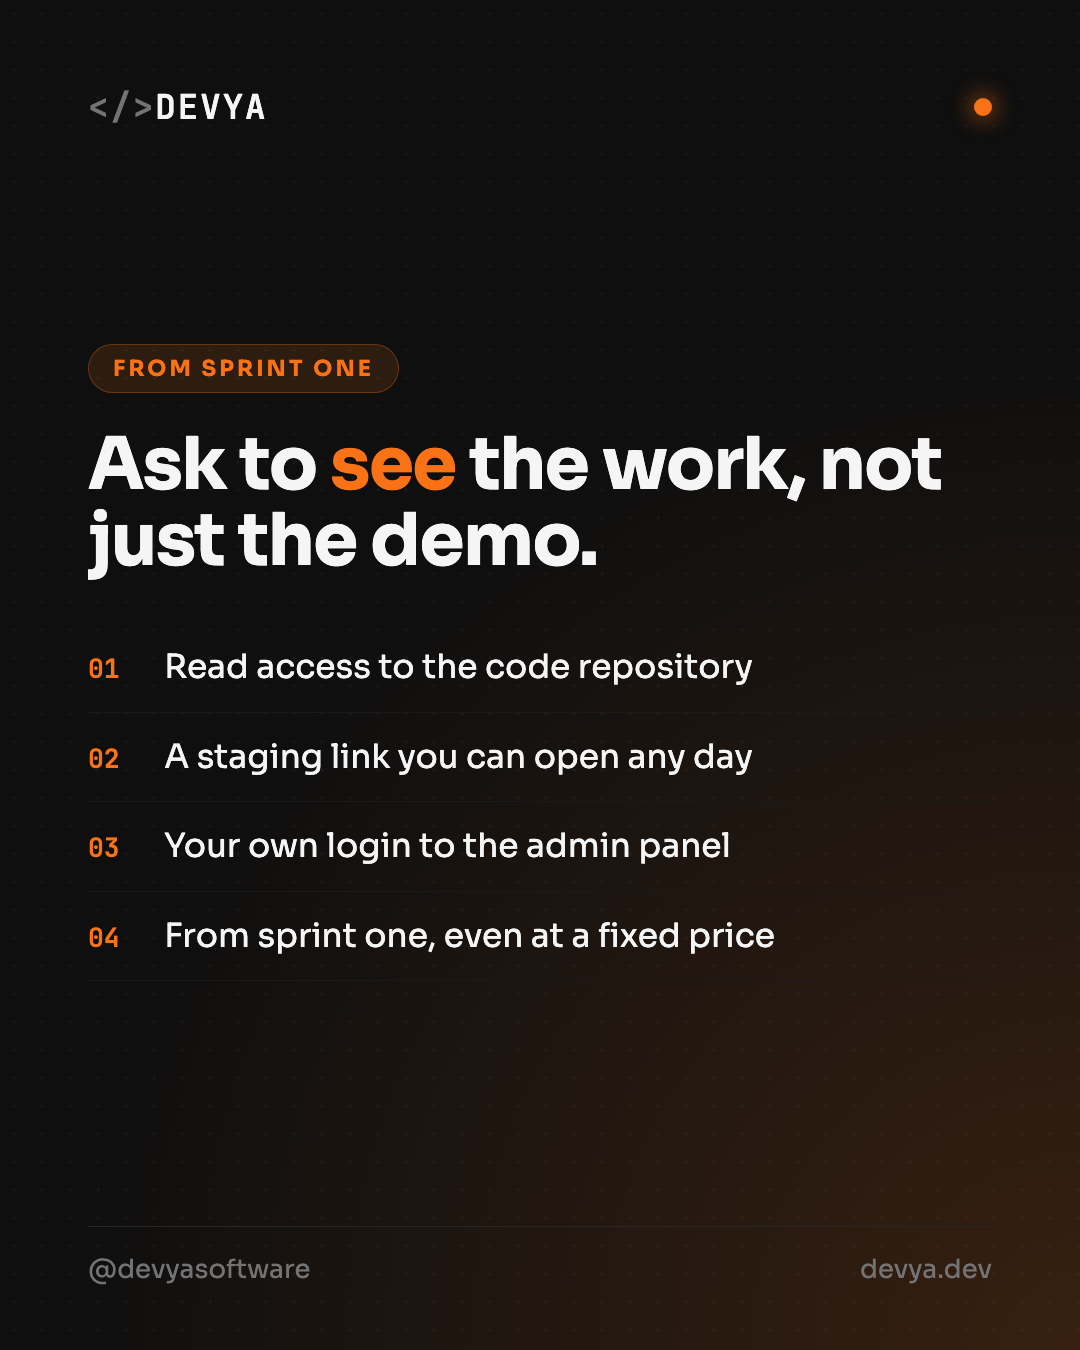 </>DEVYA
FROM SPRINT ONE
Ask to see the work, not
just the demo.
01 Read access to the code repository
02 A staging link you can open any day
03 Your own login to the admin panel
04 From sprint one, even at a fixed price
@devyasoftware
devya.dev